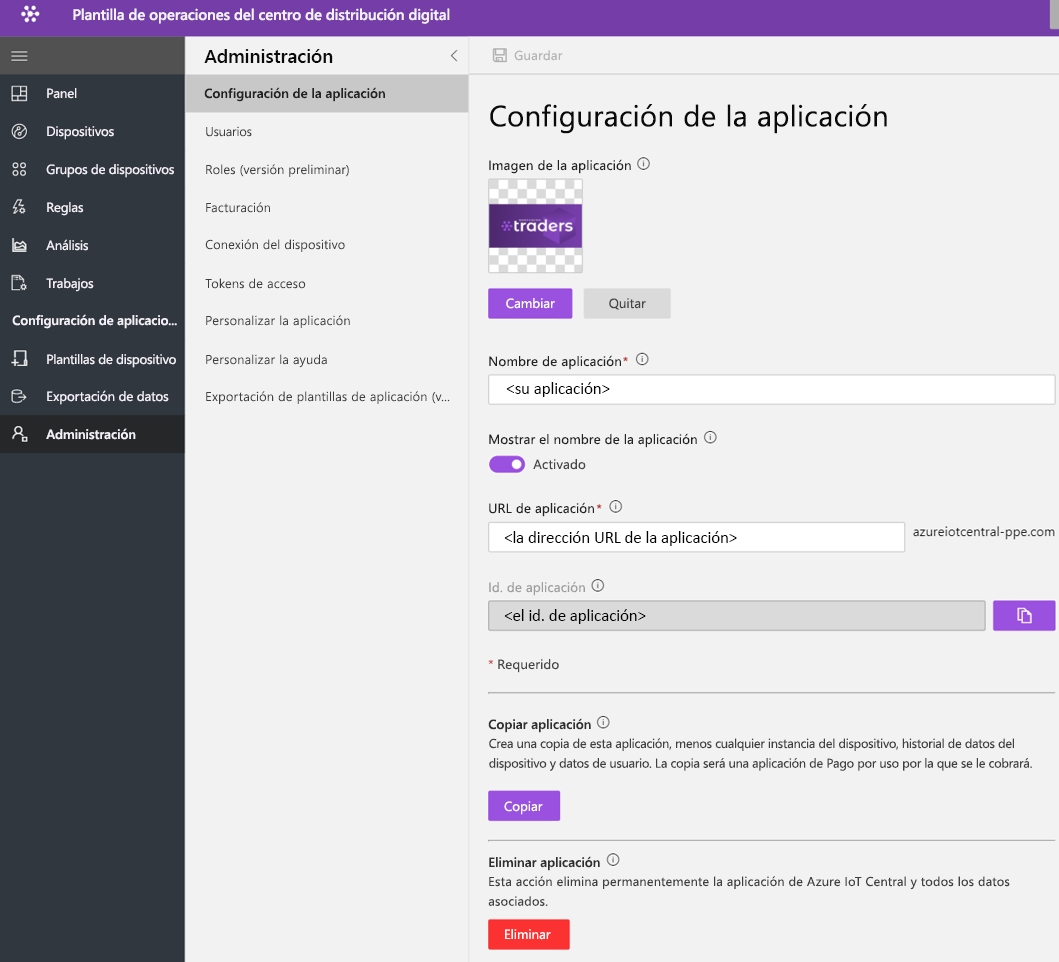 Plantilla de operaciones del centro de distribución digital
Panel
Dispositivos
Grupos de dispositivos
Reglas
Análisis
Trabajos
Configuración de aplicacio...
Plantillas de dispositivo
Exportación de datos
Administración
Administración
Configuración de la aplicación
Usuarios
Roles (versión preliminar)
Facturación
Conexión del dispositivo
Tokens de acceso
Personalizar la aplicación
Personalizar la ayuda
Exportación de plantillas de aplicación (v...
Guardar
Configuración de la aplicación
Imagen de la aplicación
traders
Cambiar
Quitar
Nombre de aplicación*
<su aplicación>
Mostrar el nombre de la aplicación
Activado
URL de aplicación*
<la dirección URL de la aplicación>
azureiotcentral-ppe.com
Id. de aplicación
<el id. de aplicación>
* Requerido
Copiar aplicación
Crea una copia de esta aplicación, menos cualquier instancia del dispositivo, historial de datos del
dispositivo y datos de usuario. La copia será una aplicación de Pago por uso por la que se le cobrará.
Copiar
Eliminar aplicación
Esta acción elimina permanentemente la aplicación de Azure IoT Central y todos los datos
asociados.
Eliminar